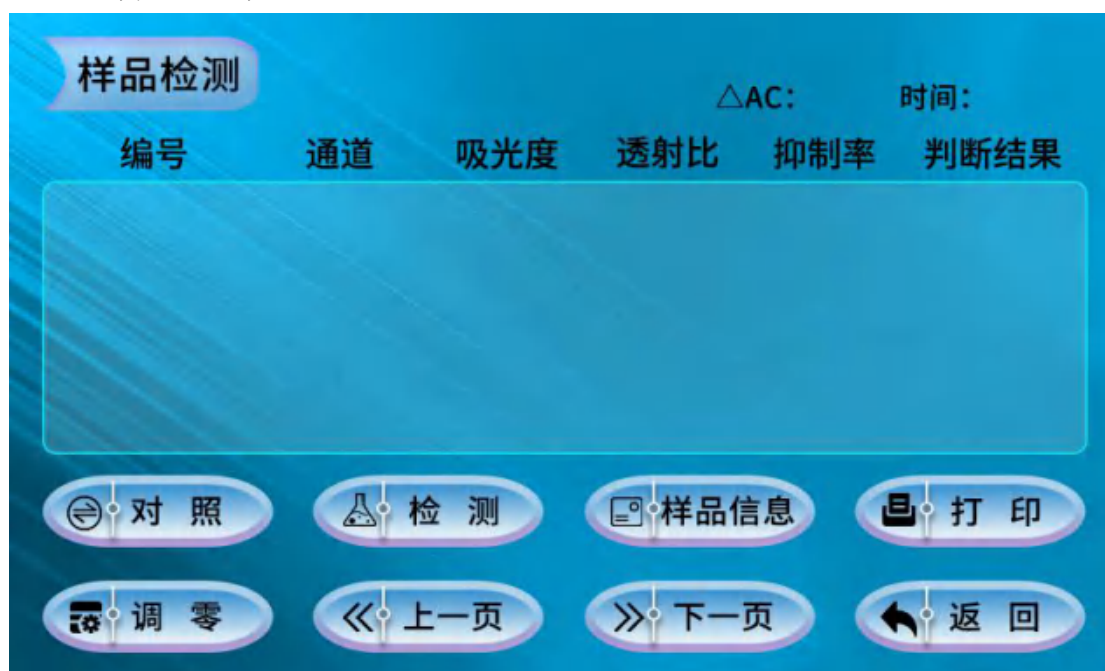 样品检测
△AC: 时间:
编号 通道 吸光度 透射比 抑制率 判断结果
对 照 检 测 样品信息 打 印
调 零 上一页 下一页 返 回